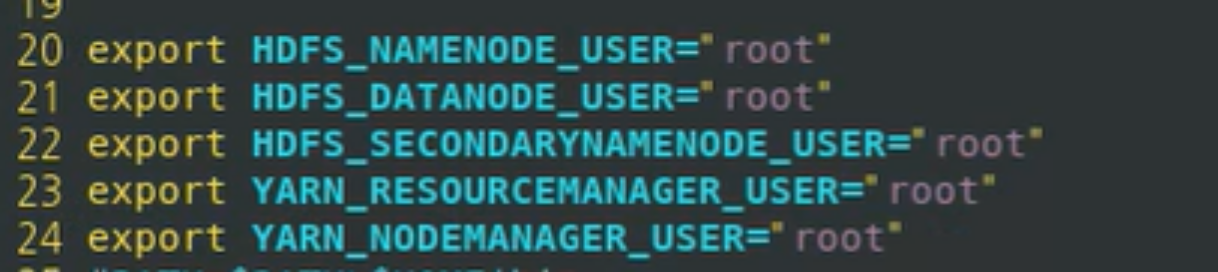 19
20 export HDFS_NAMENODE_USER="root"
21 export HDFS_DATANODE_USER="root"
22 export HDFS_SECONDARYNAMENODE_USER="root"
23 export YARN_RESOURCEMANAGER_USER="root"
24 export YARN_NODEMANAGER_USER="root"